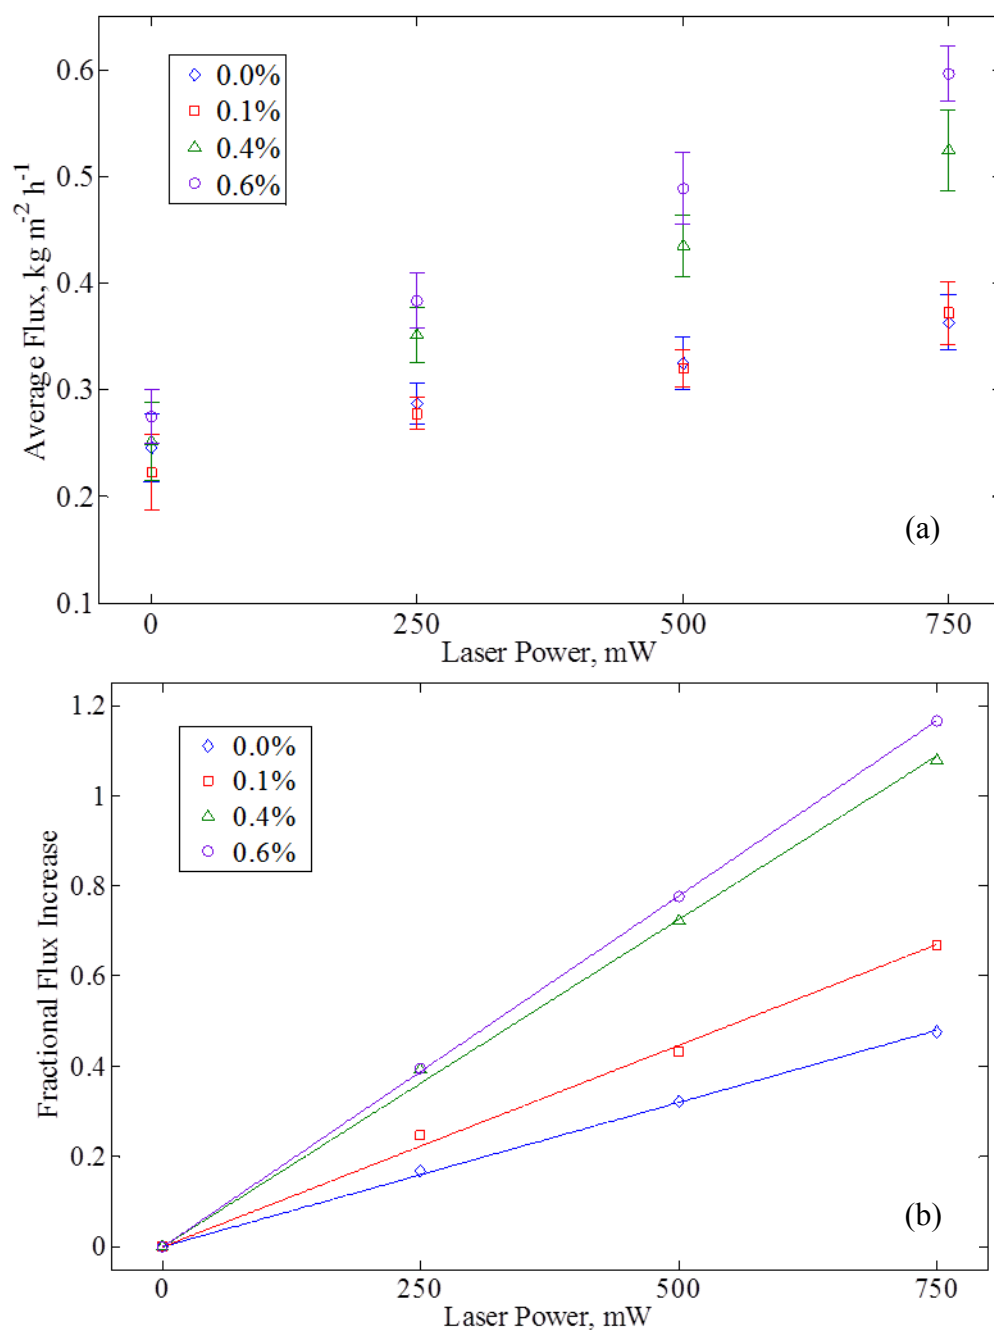 0.6
0.5
0.4
0.3
0.2
0.1
Average Flux, kg m⁻² h⁻¹
0.0%
0.1%
0.4%
0.6%
(a)
0 250 500 750
Laser Power, mW
1.2
1
0.8
0.6
0.4
0.2
0
Fractional Flux Increase
0.0%
0.1%
0.4%
0.6%
(b)
0 250 500 750
Laser Power, mW